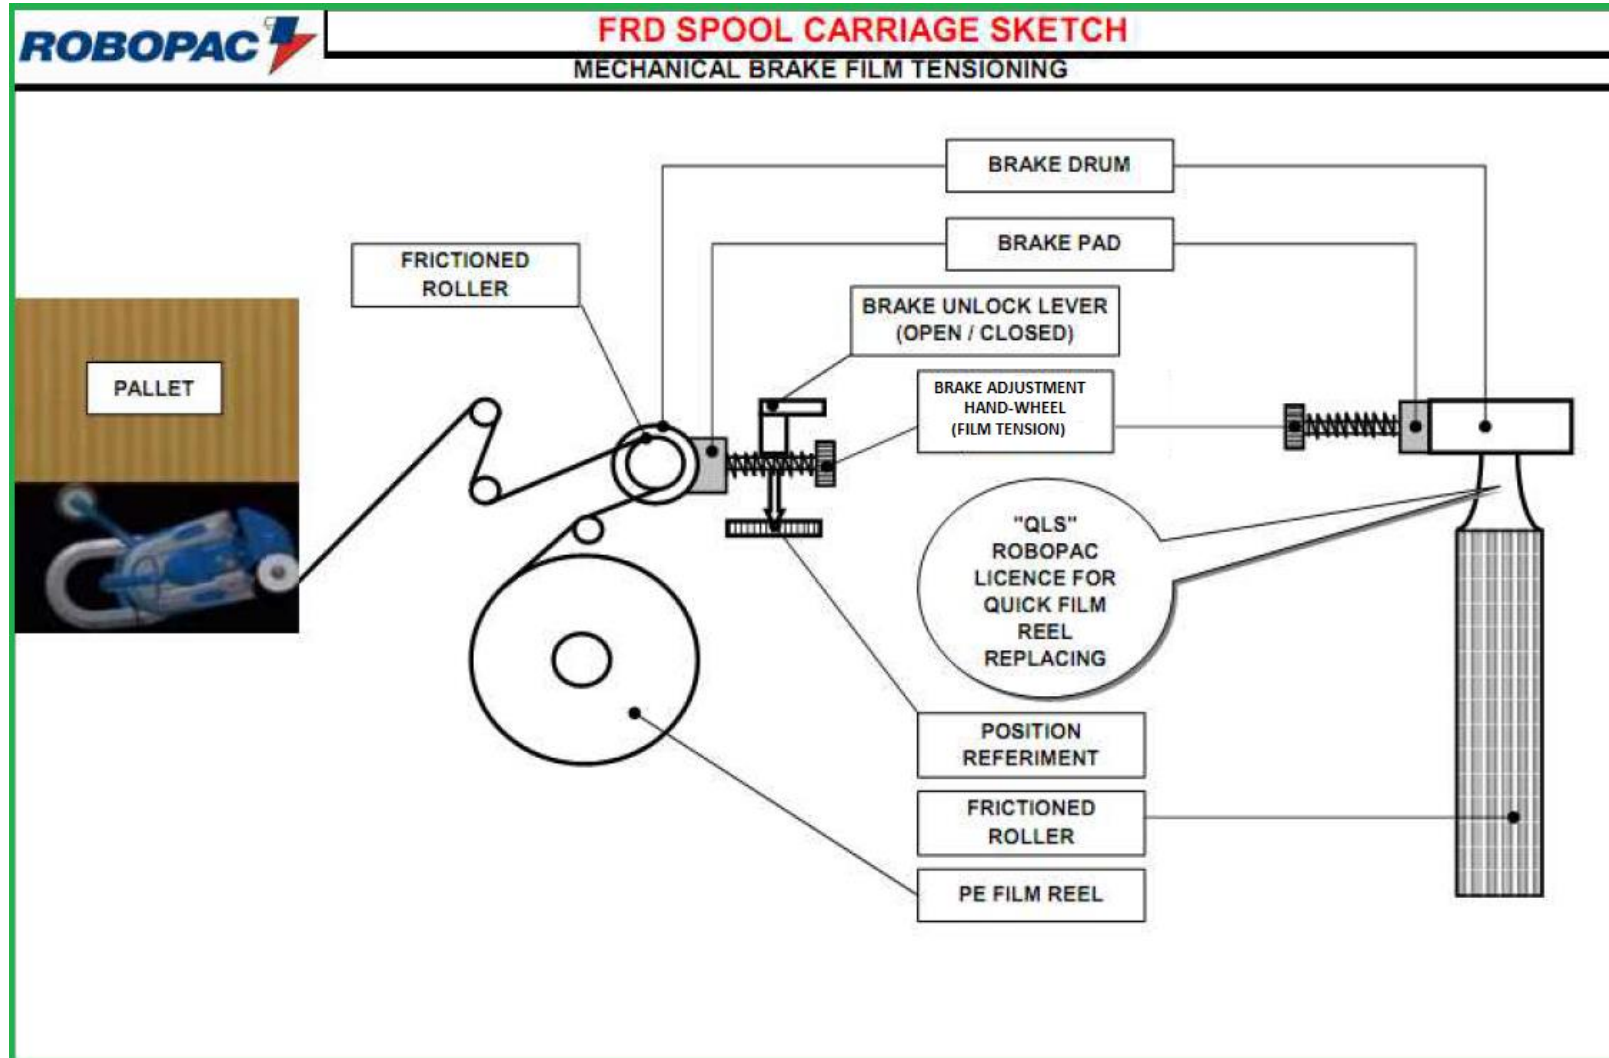 ROBOPAC
FRD SPOOL CARRIAGE SKETCH
MECHANICAL BRAKE FILM TENSIONING
BRAKE DRUM
BRAKE PAD
FRICTIONED
ROLLER
BRAKE UNLOCK LEVER
(OPEN / CLOSED)
PALLET
BRAKE ADJUSTMENT
HAND-WHEEL
(FILM TENSION)
"QLS"
ROBOPAC
LICENCE FOR
QUICK FILM
REEL
REPLACING
POSITION
REFERIMENT
FRICTIONED
ROLLER
PE FILM REEL